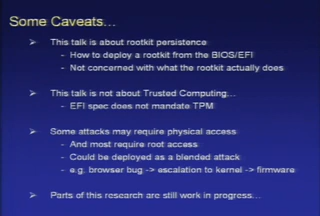 Some Caveats...
➢ This talk is about rootkit persistence
- How to deploy a rootkit from the BIOS/EFI
- Not concerned with what the rootkit actually does
➢ This talk is not about Trusted Computing...
- EFI spec does not mandate TPM
➢ Some attacks may require physical access
- And most require root access
- Could be deployed as a blended attack
- e.g. browser bug -> escalation to kernel -> firmware
➢ Parts of this research are still work in progress...